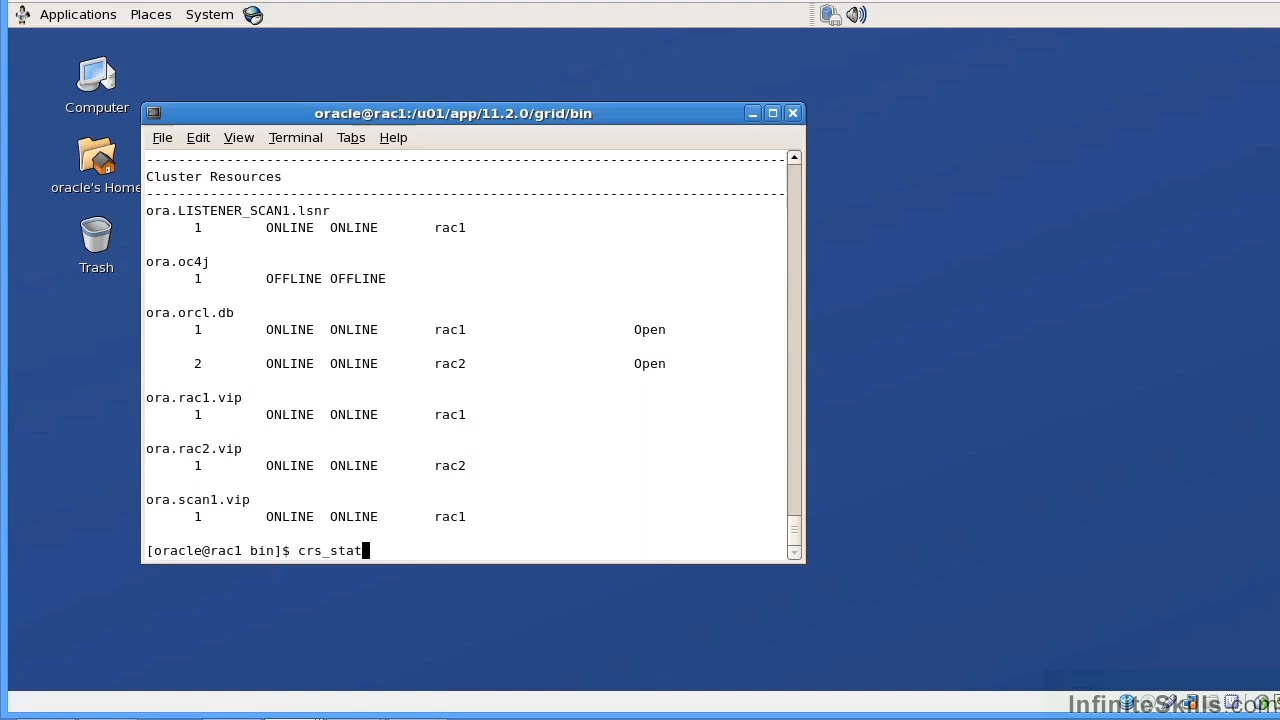 Applications Places System
Computer
oracle's Home
Trash
oracle@rac1:/u01/app/11.2.0/grid/bin
File Edit View Terminal Tabs Help
--------------------------------------------------------------------------------
Cluster Resources
--------------------------------------------------------------------------------
ora.LISTENER_SCAN1.lsnr
1 ONLINE ONLINE rac1
ora.oc4j
1 OFFLINE OFFLINE
ora.orcl.db
1 ONLINE ONLINE rac1 Open
2 ONLINE ONLINE rac2 Open
ora.rac1.vip
1 ONLINE ONLINE rac1
ora.rac2.vip
1 ONLINE ONLINE rac2
ora.scan1.vip
1 ONLINE ONLINE rac1
[oracle@rac1 bin]$ crs_stat
InfiniteSkills.com